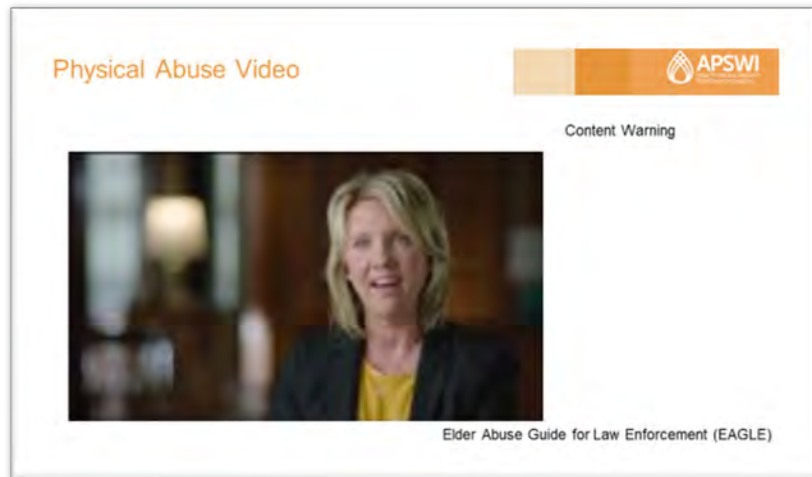 Physical Abuse Video
APSWI
Content Warning
Elder Abuse Guide for Law Enforcement (EAGLE)